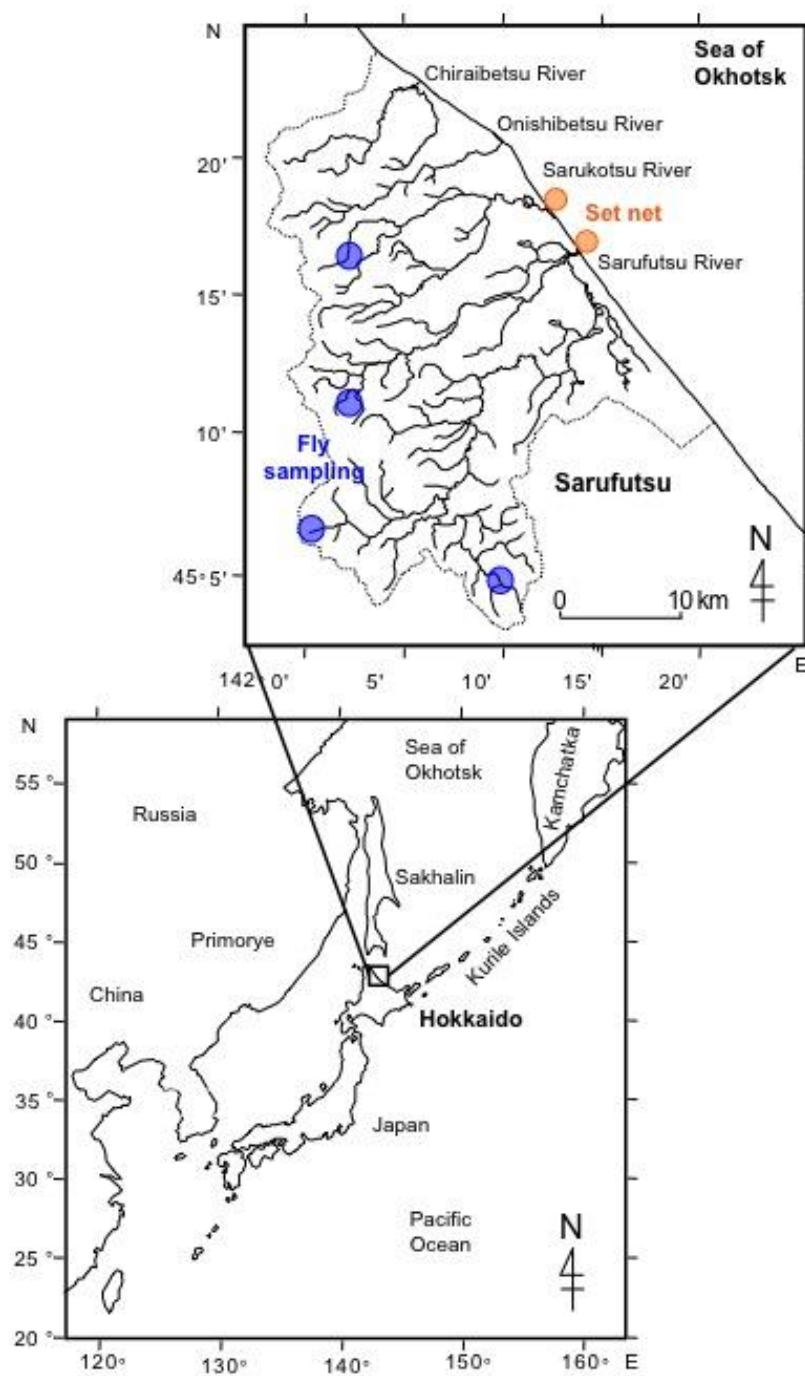 N
Sea of
Okhotsk
Chiraibetsu River
Onishibetsu River
20'
Sarukotsu River
Set net
Sarufutsu River
15'
10'
Fly
sampling
Sarufutsu
N
45° 5'
0
10 km
E
142° 0'
5'
10'
15'
20'
N
Sea of
Okhotsk
Kamchatka
55°
Russia
50°
Sakhalin
45°
Primorye
Kurile Islands
China
40°
Hokkaido
35°
Japan
30°
Pacific
Ocean
N
25°
20°
120°
130°
140°
150°
160°
E